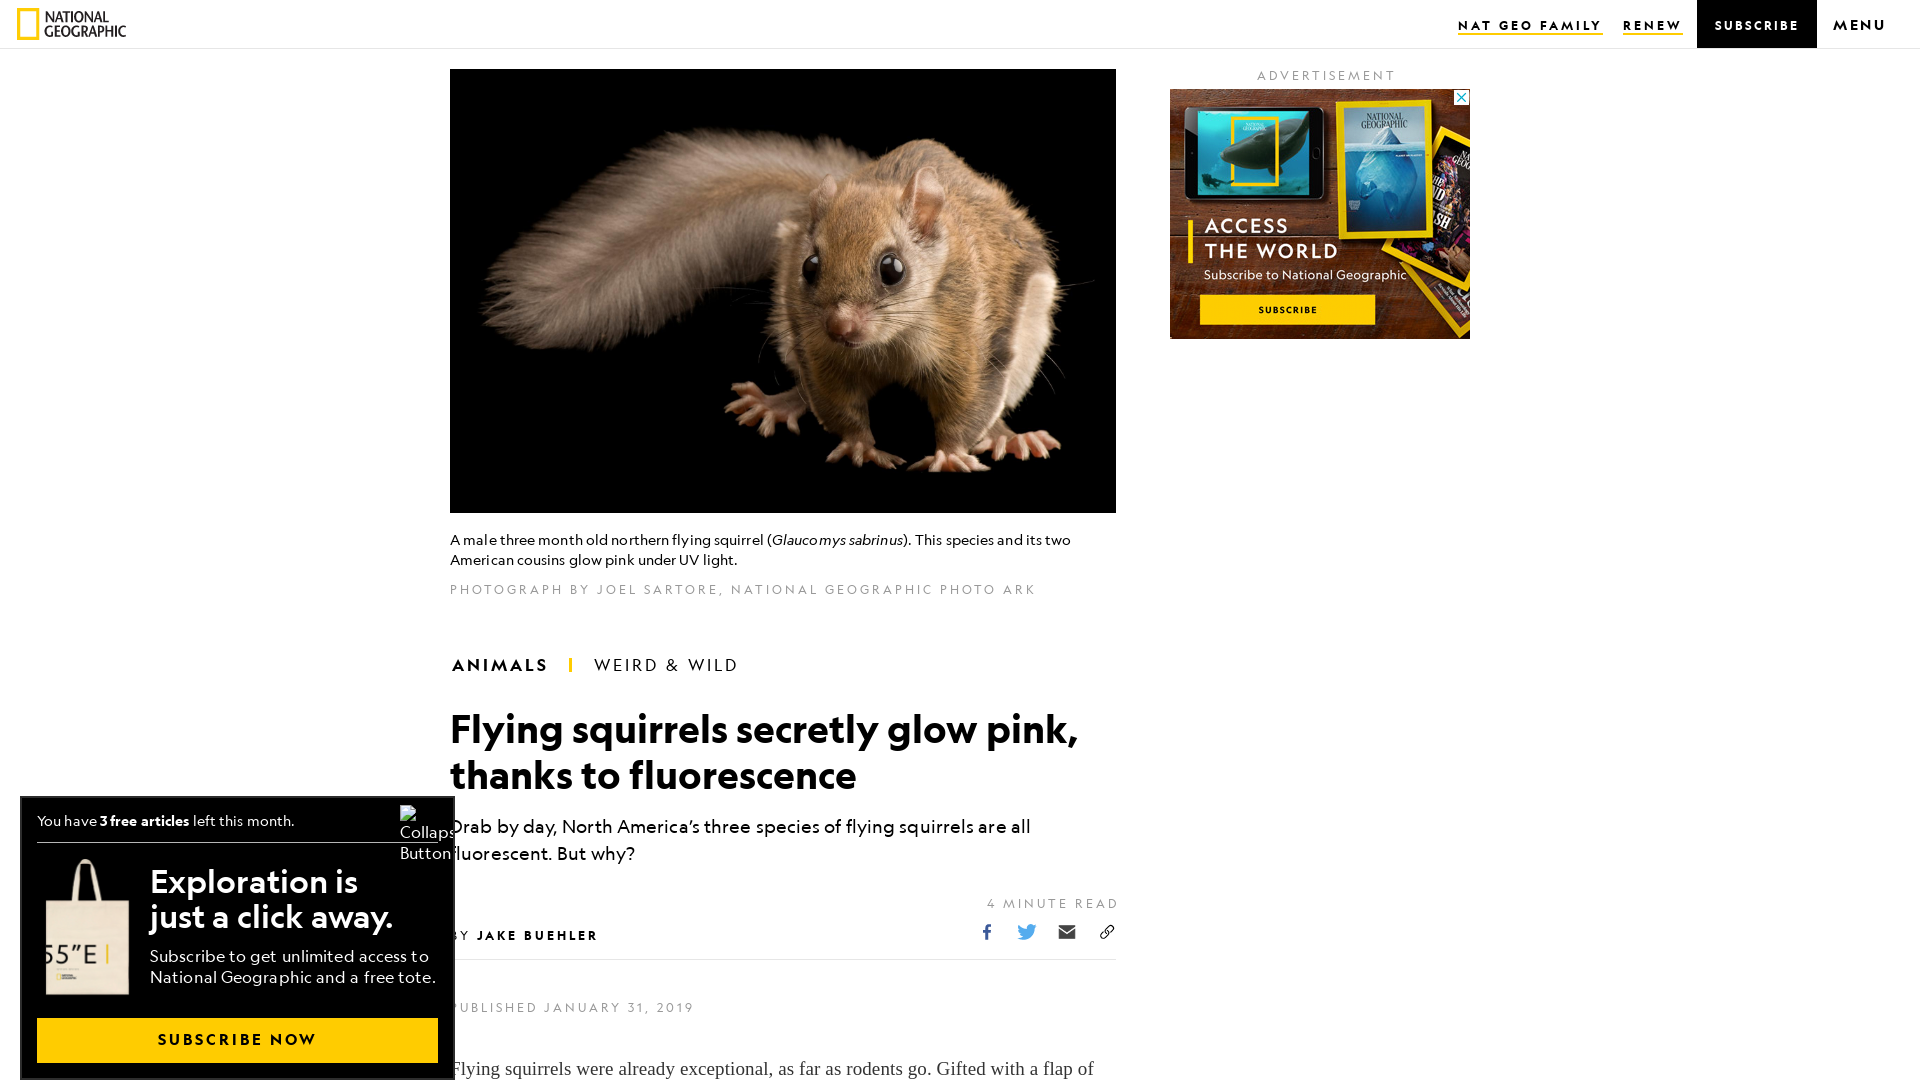 NATIONAL
GEOGRAPHIC
NAT GEO FAMILY
RENEW
SUBSCRIBE
MENU
ADVERTISEMENT
NATIONAL
GEOGRAPHIC
ACCESS
THE WORLD
Subscribe to National Geographic
SUBSCRIBE
A male three month old northern flying squirrel (Glaucomys sabrinus). This species and its two
American cousins glow pink under UV light.
PHOTOGRAPH BY JOEL SARTORE, NATIONAL GEOGRAPHIC PHOTO ARK
ANIMALS
WEIRD & WILD
Flying squirrels secretly glow pink,
thanks to fluorescence
Drab by day, North America’s three species of flying squirrels are all
fluorescent. But why?
4 MINUTE READ
BY JAKE BUEHLER
PUBLISHED JANUARY 31, 2019
Flying squirrels were already exceptional, as far as rodents go. Gifted with a flap of
You have 3 free articles left this month.
Collaps
Button
55"E
Exploration is
just a click away.
Subscribe to get unlimited access to
National Geographic and a free tote.
SUBSCRIBE NOW